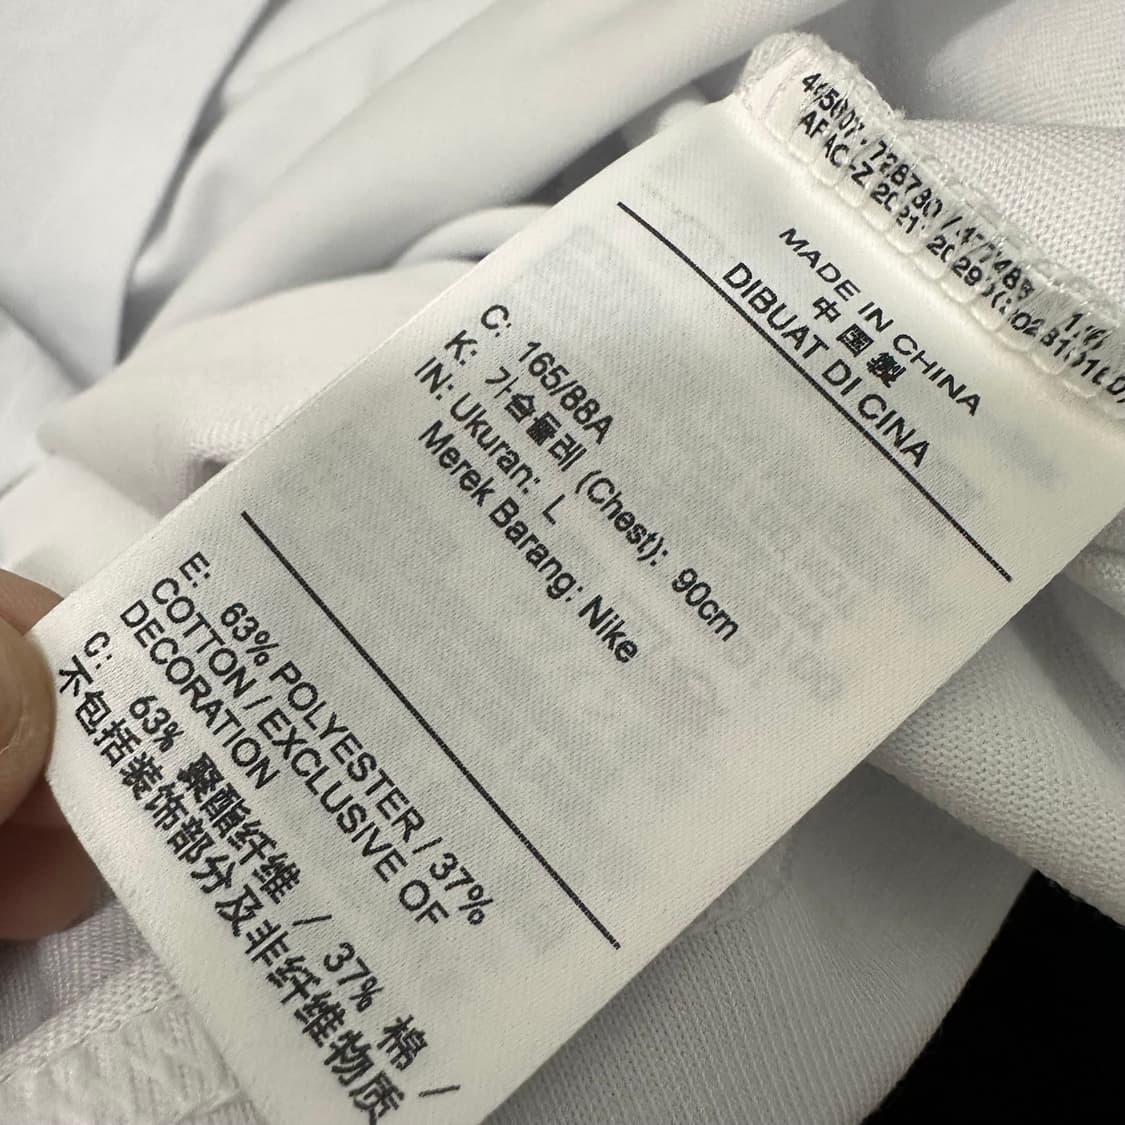 MADE IN CHINA
中國製
DIBUAT DI CINA
C: 165/88A
K: 가슴둘레 (Chest): 90cm
IN: Ukuran: L
Merek Barang: Nike
E: 63% POLYESTER / 37%
COTTON / EXCLUSIVE OF
DECORATION
C: 63% 聚酯纤维 / 37% 棉 /
不包括装饰部分及非纤维物质